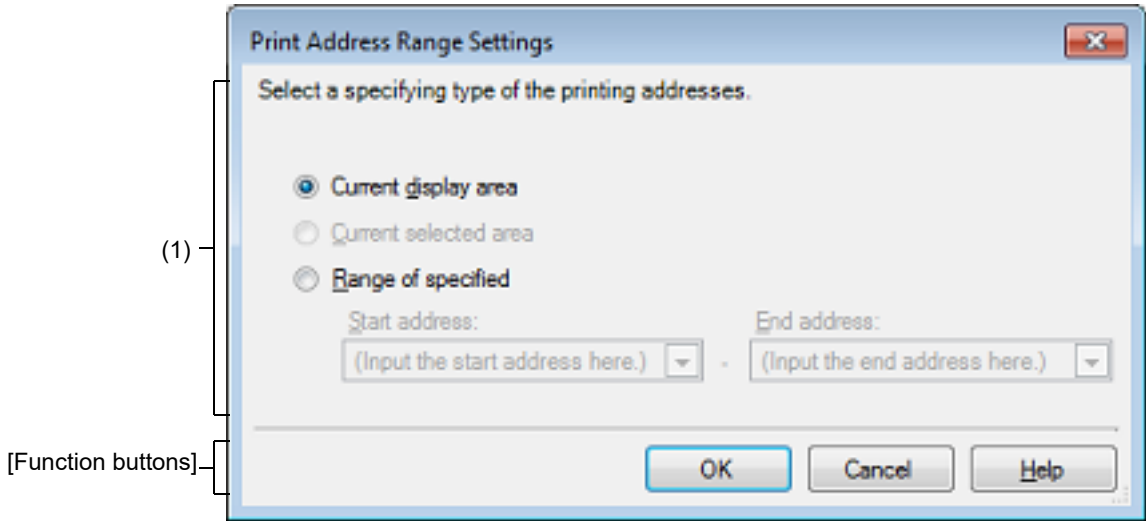 Print Address Range Settings
Select a specifying type of the printing addresses.
Current display area
(1)
Current selected area
Range of specified
Start address: End address:
(Input the start address here.) - (Input the end address here.)
[Function buttons]
OK Cancel Help